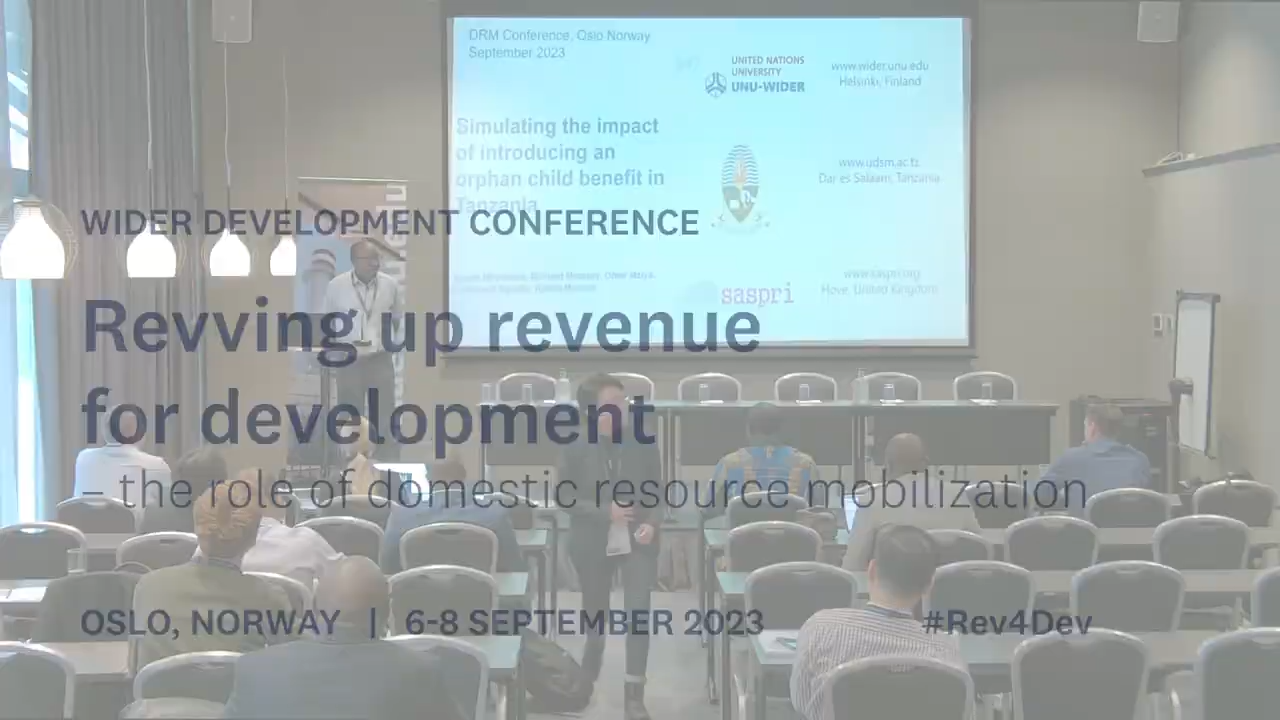 DRM Conference, Oslo Norway
September 2023
UNITED NATIONS
UNIVERSITY
UNU-WIDER
www.wider.unu.edu
Helsinki, Finland
Simulating the impact
of introducing an
orphan child benefit in
Tanzania
www.udsm.ac.tz
Dar es Salaam, Tanzania
saspri
www.saspri.org
Hove, United Kingdom
WIDER DEVELOPMENT CONFERENCE
Revving up revenue
for development
– the role of domestic resource mobilization
OSLO, NORWAY | 6-8 SEPTEMBER 2023
#Rev4Dev